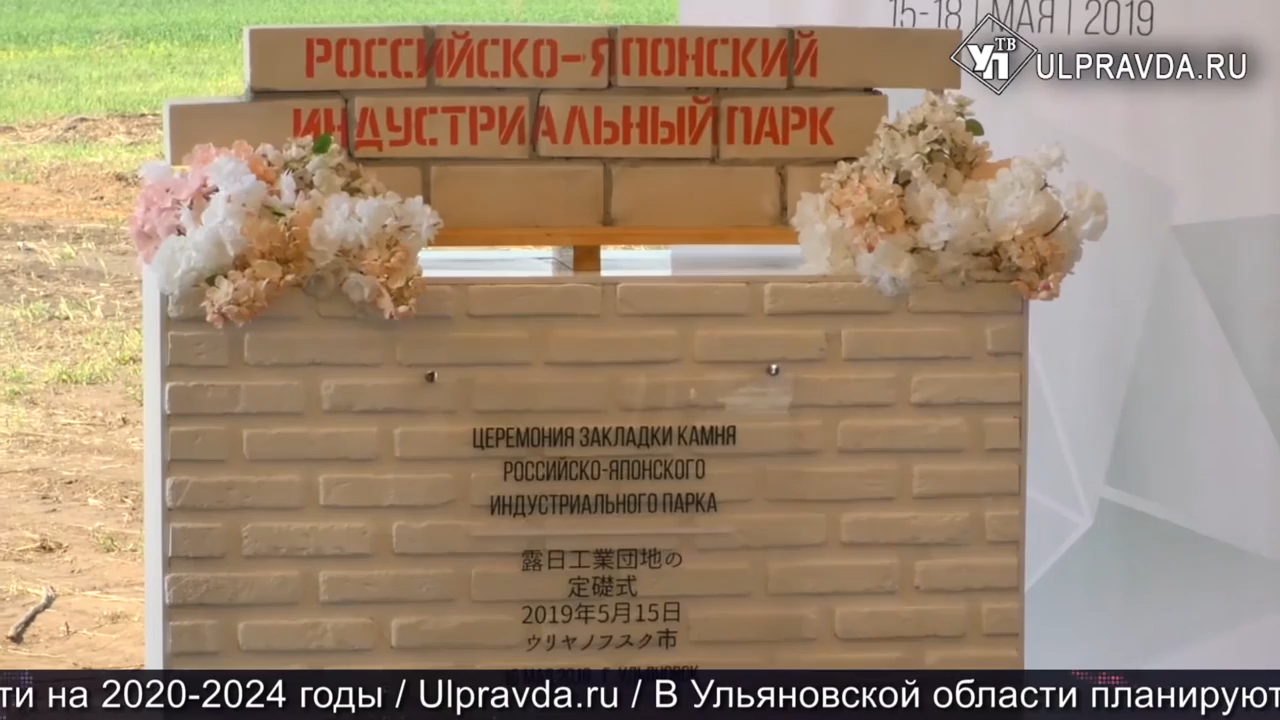 15-18 | МАЯ | 2019
УП ТВ
ULPRAVDA.RU
РОССИЙСКО-ЯПОНСКИЙ
ИНДУСТРИАЛЬНЫЙ ПАРК
ЦЕРЕМОНИЯ ЗАКЛАДКИ КАМНЯ
РОССИЙСКО-ЯПОНСКОГО
ИНДУСТРИАЛЬНОГО ПАРКА
露日工業団地の
定礎式
2019年5月15日
ウリヤノフスク市
ти на 2020-2024 годы / Ulpravda.ru / В Ульяновской области планируют